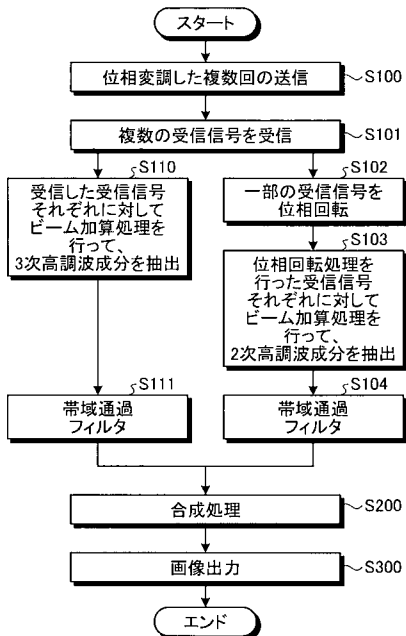 スタート
位相変調した複数回の送信
S100
複数の受信信号を受信
S101
S110
受信した受信信号
それぞれに対して
ビーム加算処理を
行って、
3次高調波成分を抽出
S102
一部の受信信号を
位相回転
S103
位相回転処理を
行った受信信号
それぞれに対して
ビーム加算処理を
行って、
2次高調波成分を抽出
S111
帯域通過
フィルタ
S104
帯域通過
フィルタ
合成処理
S200
画像出力
S300
エンド